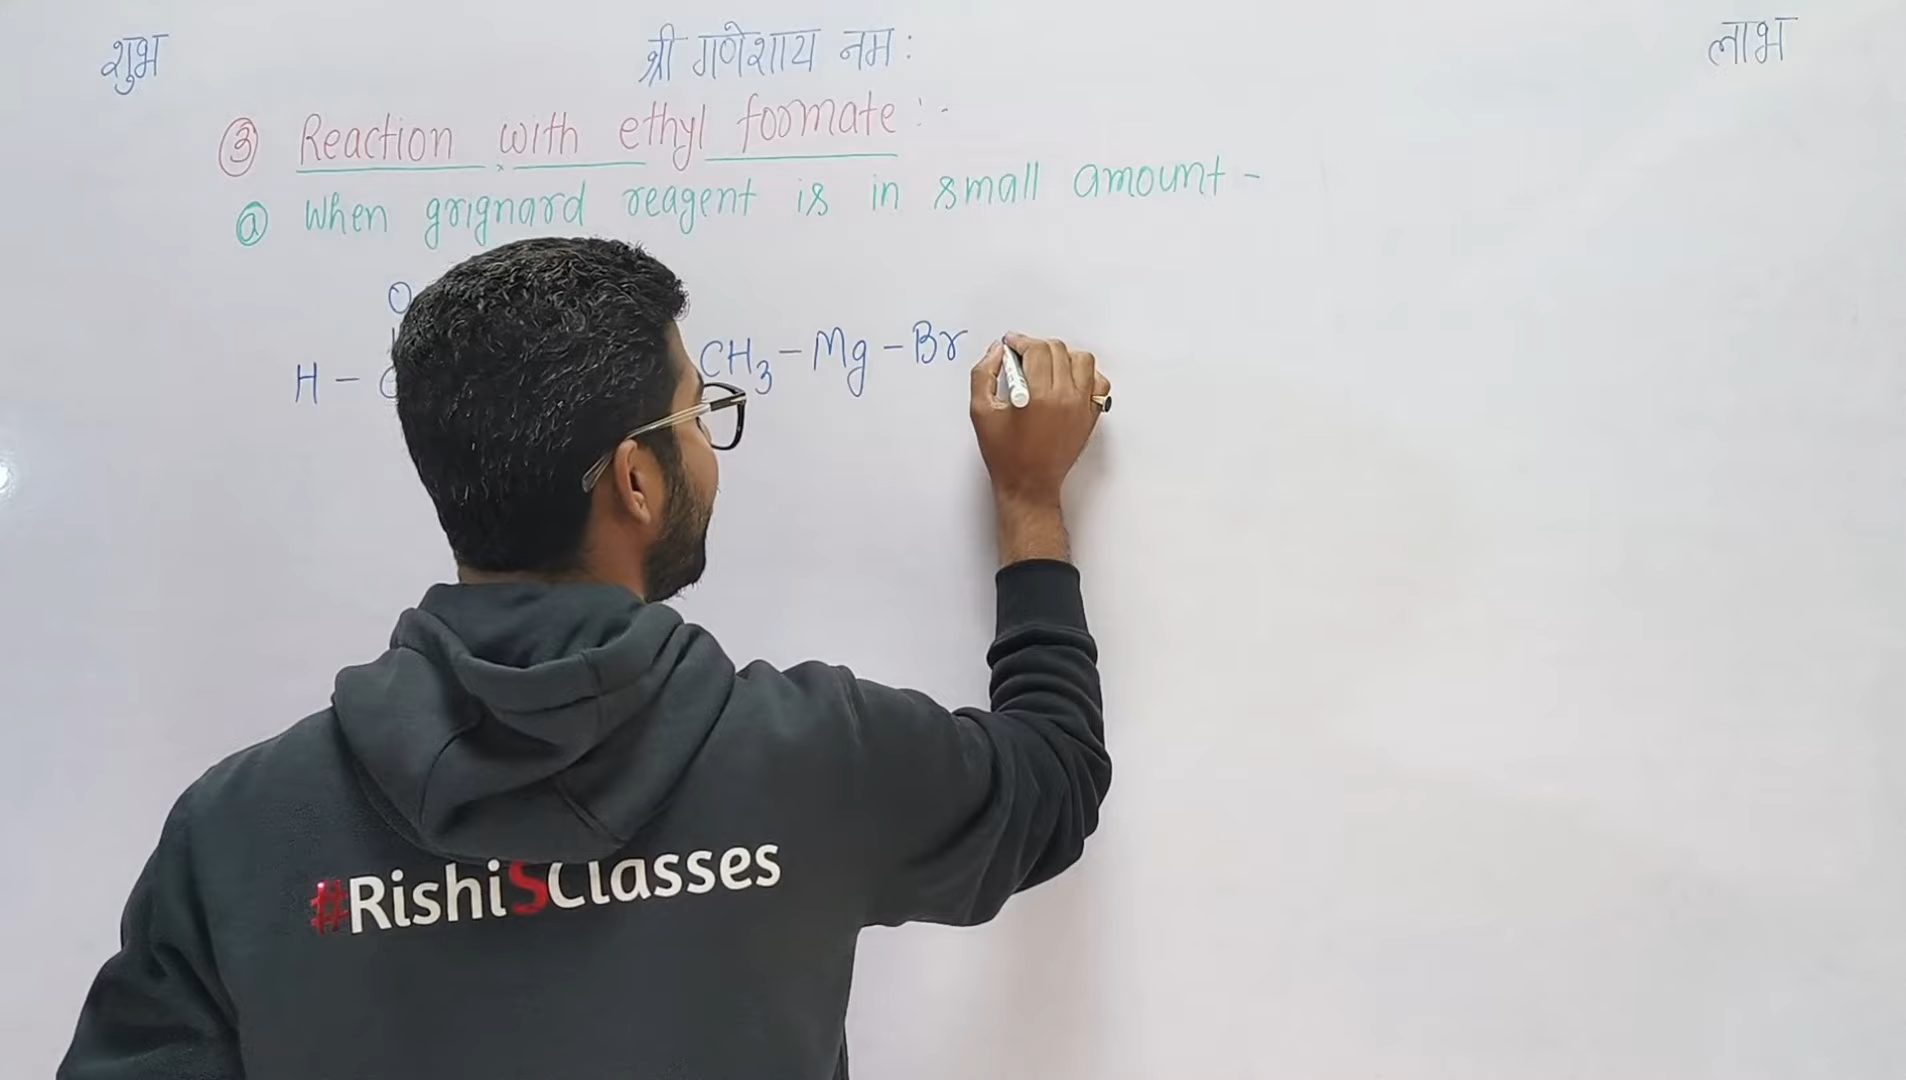 शुभ श्री गणेशाय नम: लाभ
③ Reaction with ethyl formate :-
ⓐ When grignard reagent is in small amount -
O
H - C CH3 - Mg - Br
#RishiSClasses